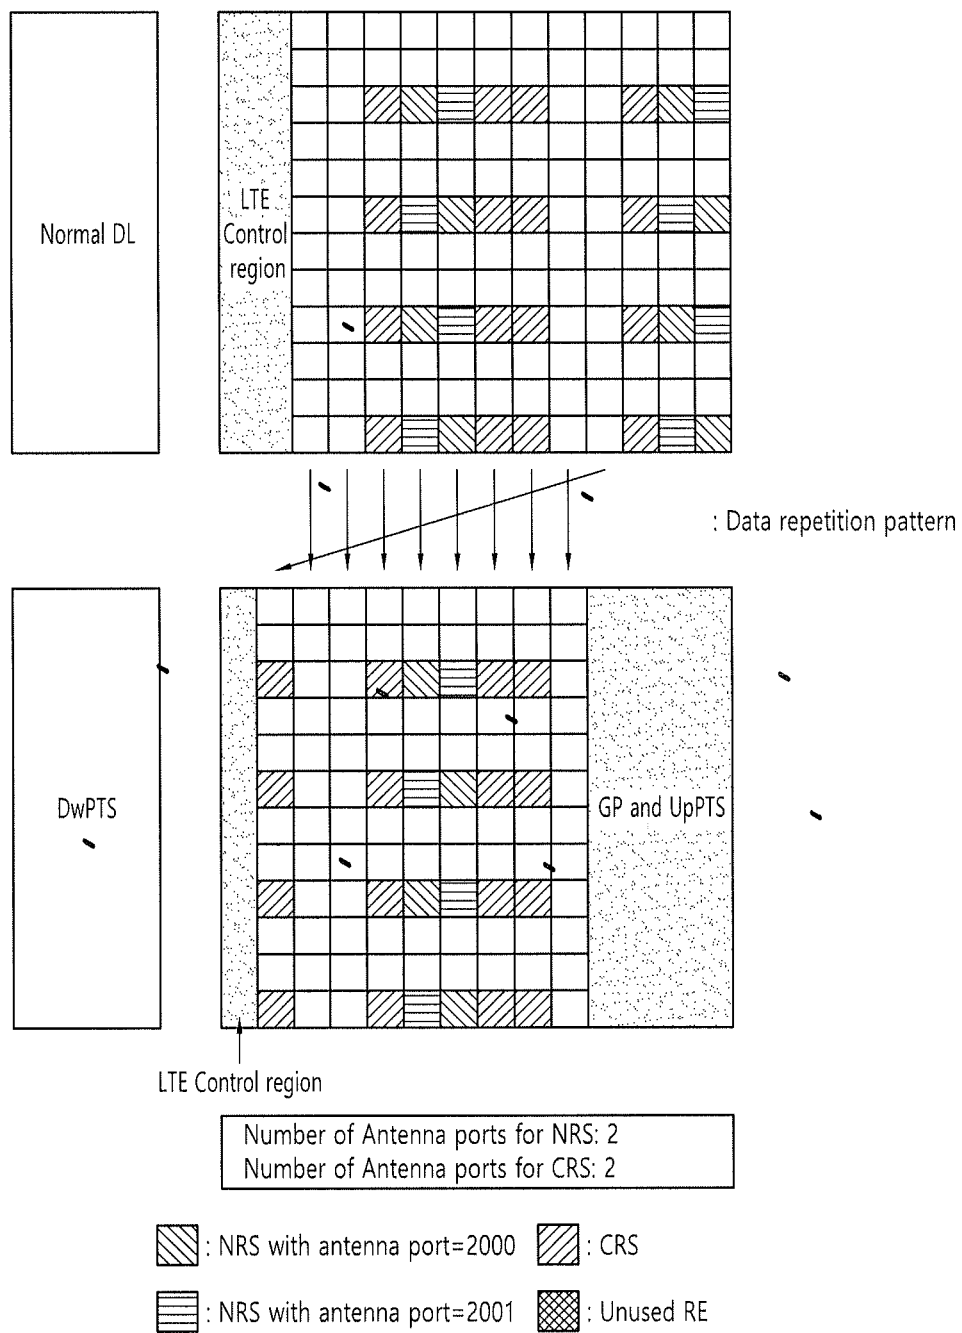 Normal DL
LTE
Control
region
: Data repetition pattern
DwPTS
GP and UpPTS
LTE Control region
Number of Antenna ports for NRS: 2
Number of Antenna ports for CRS: 2
: NRS with antenna port=2000
: CRS
: NRS with antenna port=2001
: Unused RE